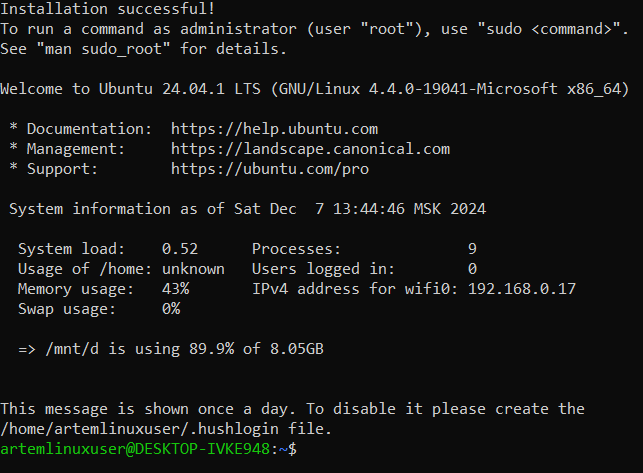 Installation successful!
To run a command as administrator (user "root"), use "sudo <command>".
See "man sudo_root" for details.
Welcome to Ubuntu 24.04.1 LTS (GNU/Linux 4.4.0-19041-Microsoft x86_64)
* Documentation:  https://help.ubuntu.com
* Management:     https://landscape.canonical.com
* Support:        https://ubuntu.com/pro
System information as of Sat Dec  7 13:44:46 MSK 2024
System load:    0.52      Processes:              9
Usage of /home: unknown   Users logged in:        0
Memory usage:   43%       IPv4 address for wifi0: 192.168.0.17
Swap usage:     0%
=> /mnt/d is using 89.9% of 8.05GB
This message is shown once a day. To disable it please create the
/home/artemlinuxuser/.hushlogin file.
artemlinuxuser@DESKTOP-IVKE948:~$